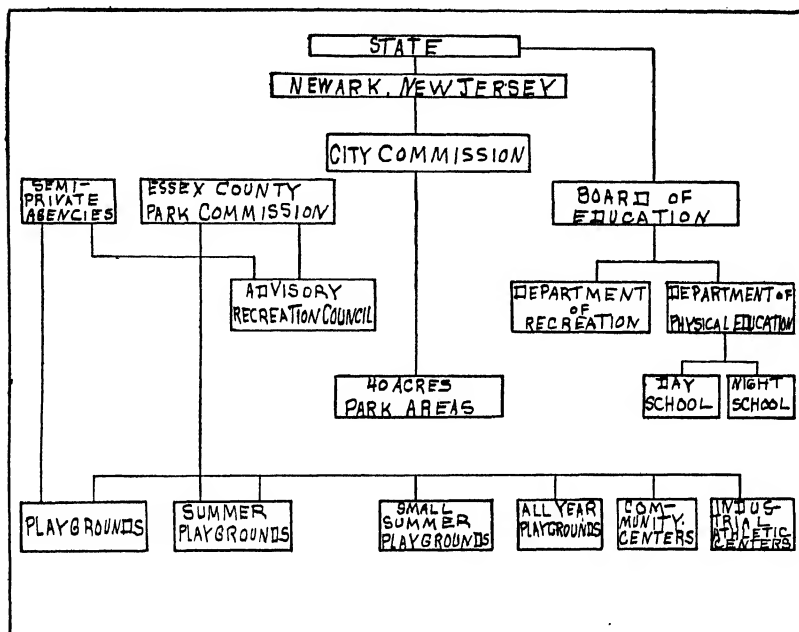 STATE
NEWARK, NEW JERSEY
CITY COMMISSION
SEMI-
PRIVATE
AGENCIES
ESSEX COUNTY
PARK COMMISSION
BOARD OF
EDUCATION
ADVISORY
RECREATION COUNCIL
DEPARTMENT
OF
RECREATION
DEPARTMENT OF
PHYSICAL EDUCATION
40 ACRES
PARK AREAS
DAY
SCHOOL
NIGHT
SCHOOL
PLAYGROUNDS
SUMMER
PLAYGROUNDS
SMALL
SUMMER
PLAYGROUNDS
ALL YEAR
PLAYGROUNDS
COM-
MUNITY
CENTERS
INDUS-
TRIAL
ATHLETIC
CENTERS